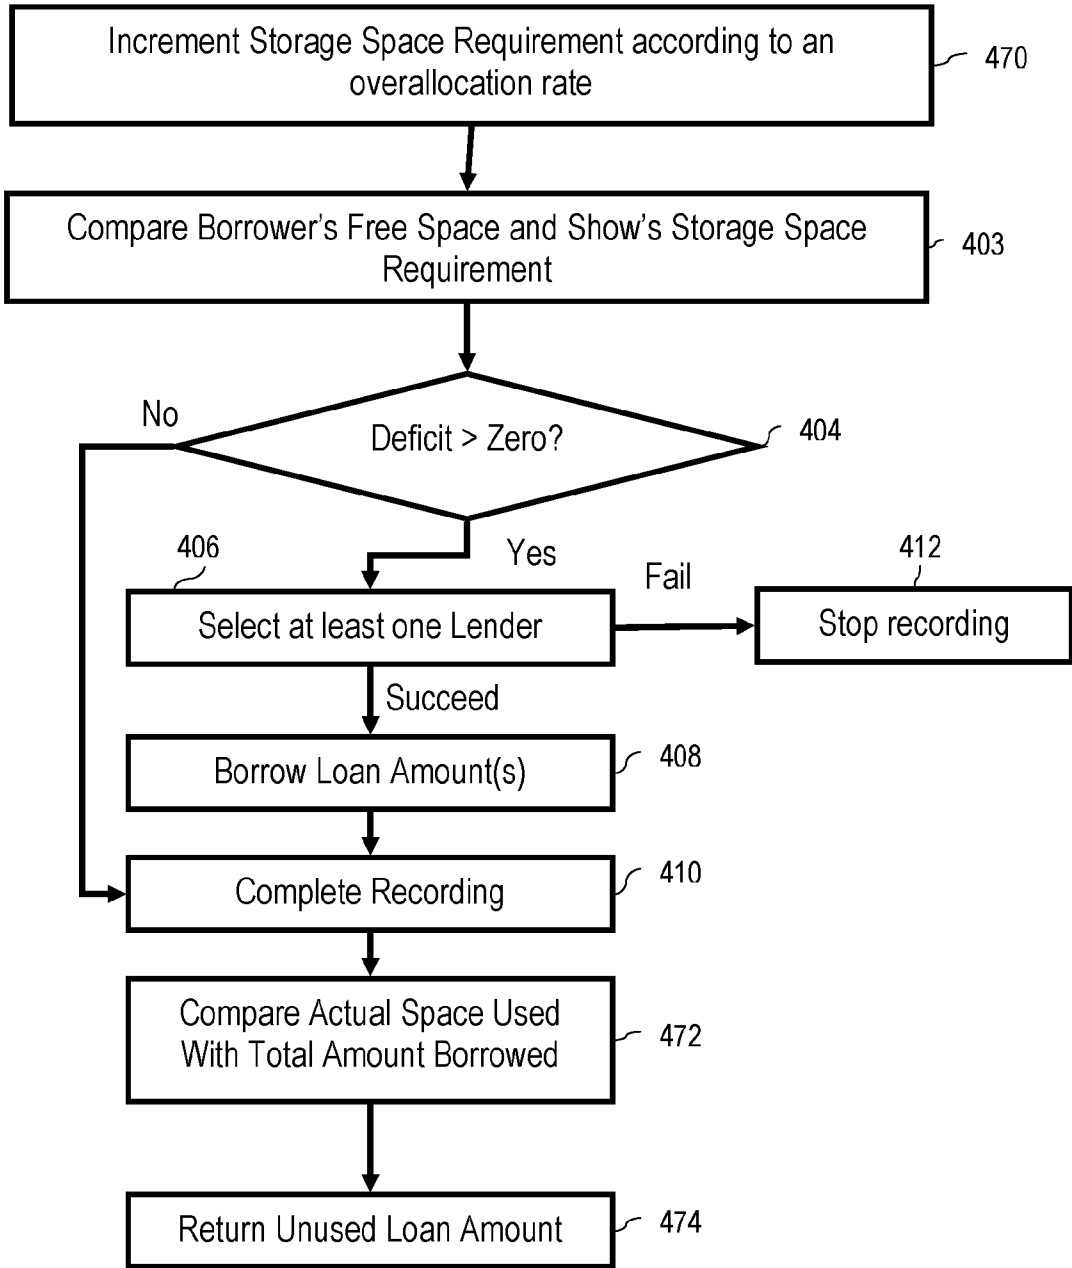 Increment Storage Space Requirement according to an
overallocation rate
470
Compare Borrower's Free Space and Show's Storage Space
Requirement
403
No
Deficit > Zero?
404
406
Yes
Fail
412
Select at least one Lender
Stop recording
Succeed
Borrow Loan Amount(s)
408
Complete Recording
410
Compare Actual Space Used
With Total Amount Borrowed
472
Return Unused Loan Amount
474